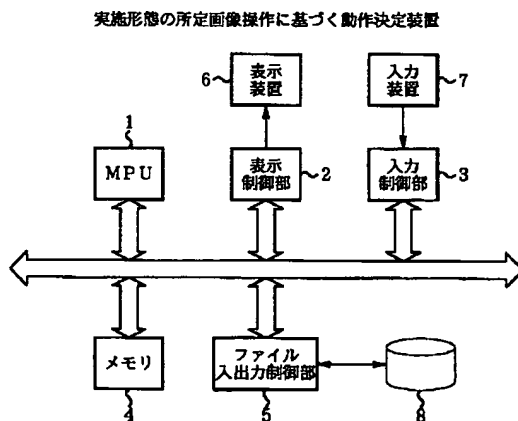 実施形態の所定画像操作に基づく動作決定装置
6
表示
装置
入力
装置
7
1
MPU
表示
制御部
2
入力
制御部
3
メモリ
4
ファイル
入出力制御部
5
8